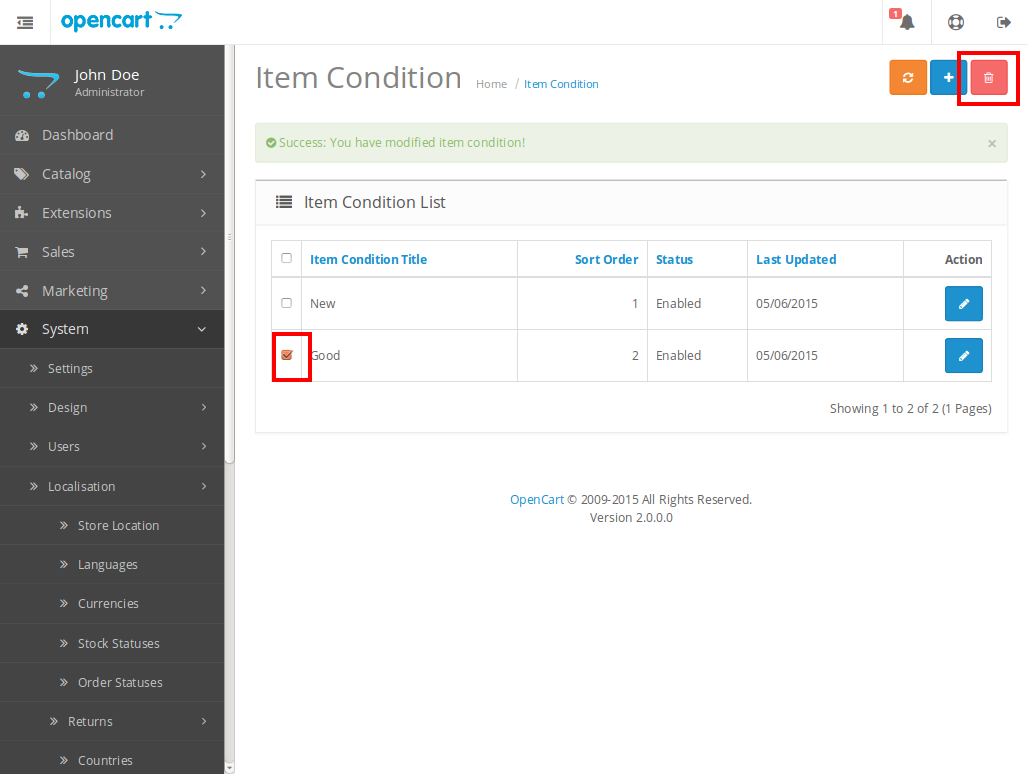 opencart
1
John Doe
Administrator
Dashboard
Catalog
Extensions
Sales
Marketing
System
Settings
Design
Users
Localisation
Store Location
Languages
Currencies
Stock Statuses
Order Statuses
Returns
Countries
Item Condition Home / Item Condition
Success: You have modified item condition! ×
Item Condition List
Item Condition Title Sort Order Status Last Updated Action
New 1 Enabled 05/06/2015
Good 2 Enabled 05/06/2015
Showing 1 to 2 of 2 (1 Pages)
OpenCart © 2009-2015 All Rights Reserved.
Version 2.0.0.0